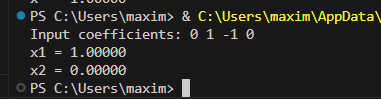 PS C:\Users\maxim> & C:\Users\maxim\AppData\
Input coefficients: 0 1 -1 0
x1 = 1.00000
x2 = 0.00000
PS C:\Users\maxim>